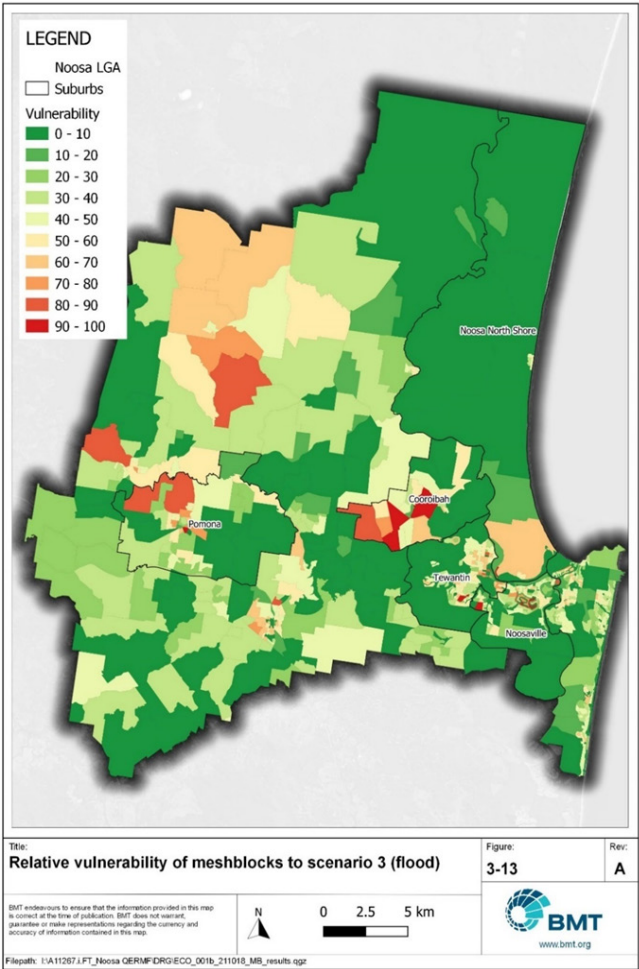 LEGEND
Noosa LGA
Suburbs
Vulnerability
0 - 10
10 - 20
20 - 30
30 - 40
40 - 50
50 - 60
60 - 70
70 - 80
80 - 90
90 - 100
Noosa North Shore
Cooroibah
Pomona
Tewantin
Noosaville
Title:
Relative vulnerability of meshblocks to scenario 3 (flood)
Figure:
3-13
Rev:
A
BMT endeavours to ensure that the information provided in this map
is correct at the time of publication. BMT does not warrant,
guarantee or make representations regarding the currency and
accuracy of information contained in this map.
N
0 2.5 5 km
BMT
www.bmt.org
Filepath: I:\A11267.i.FT_Noosa QERMF\DRG\ECO_001b_211018_MB_results.qgz